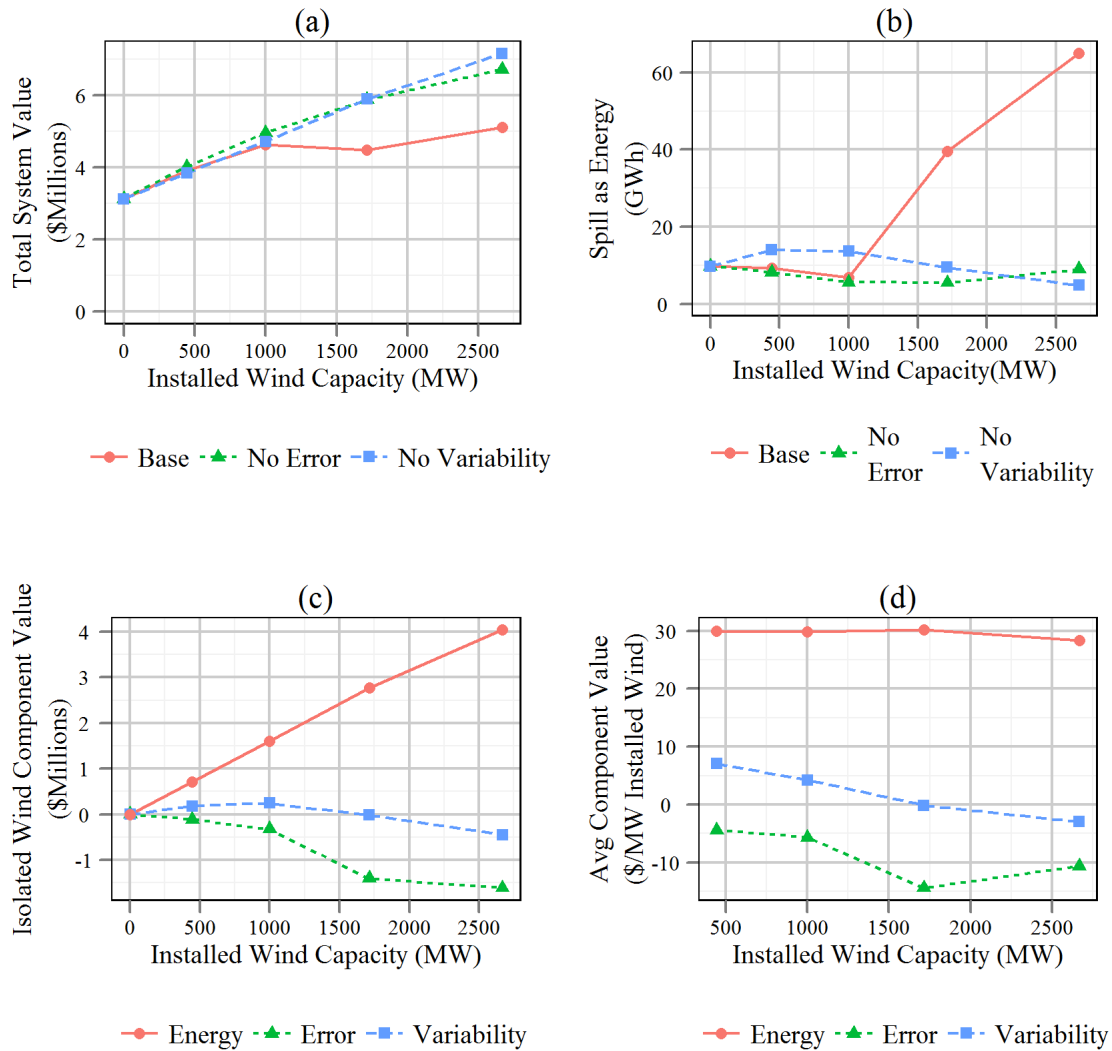 (a)
Total System Value
($Millions)
6
4
2
0
0 500 1000 1500 2000 2500
Installed Wind Capacity (MW)
Base No Error No Variability
(b)
Spill as Energy
(GWh)
60
40
20
0
0 500 1000 1500 2000 2500
Installed Wind Capacity(MW)
Base No Error No Variability
(c)
Isolated Wind Component Value
($Millions)
4
3
2
1
0
-1
0 500 1000 1500 2000 2500
Installed Wind Capacity (MW)
Energy Error Variability
(d)
Avg Component Value
($/MW Installed Wind)
30
20
10
0
-10
500 1000 1500 2000 2500
Installed Wind Capacity (MW)
Energy Error Variability